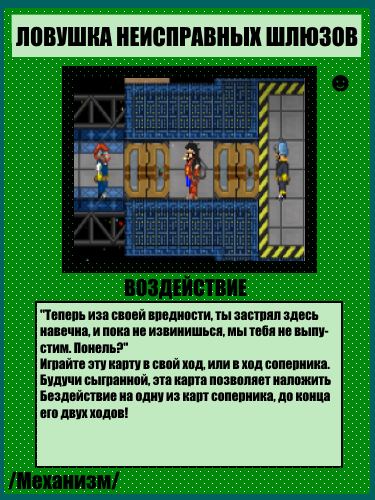 ЛОВУШКА НЕИСПРАВНЫХ ШЛЮЗОВ
ВОЗДЕЙСТВИЕ
"Теперь иза своей вредности, ты застрял здесь
навечна, и пока не извинишься, мы тебя не выпу-
стим. Понель?"
Играйте эту карту в свой ход, или в ход соперника.
Будучи сыгранной, эта карта позволяет наложить
Бездействие на одну из карт соперника, до конца
его двух ходов!
/Механизм/